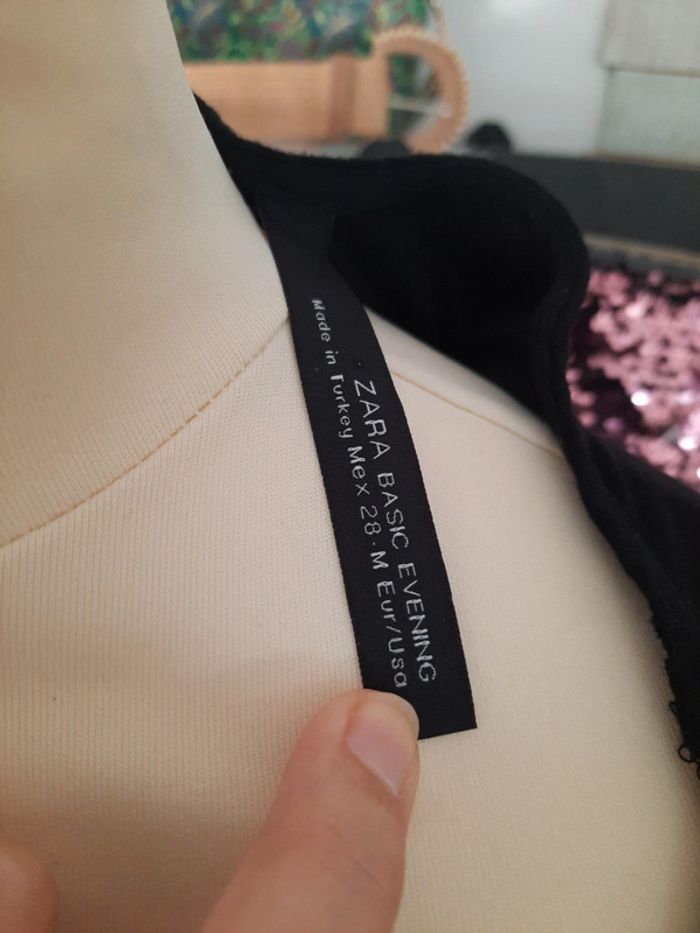 ZARA BASIC EVENING
Made in Turkey Mex 28-M Eur/Usa